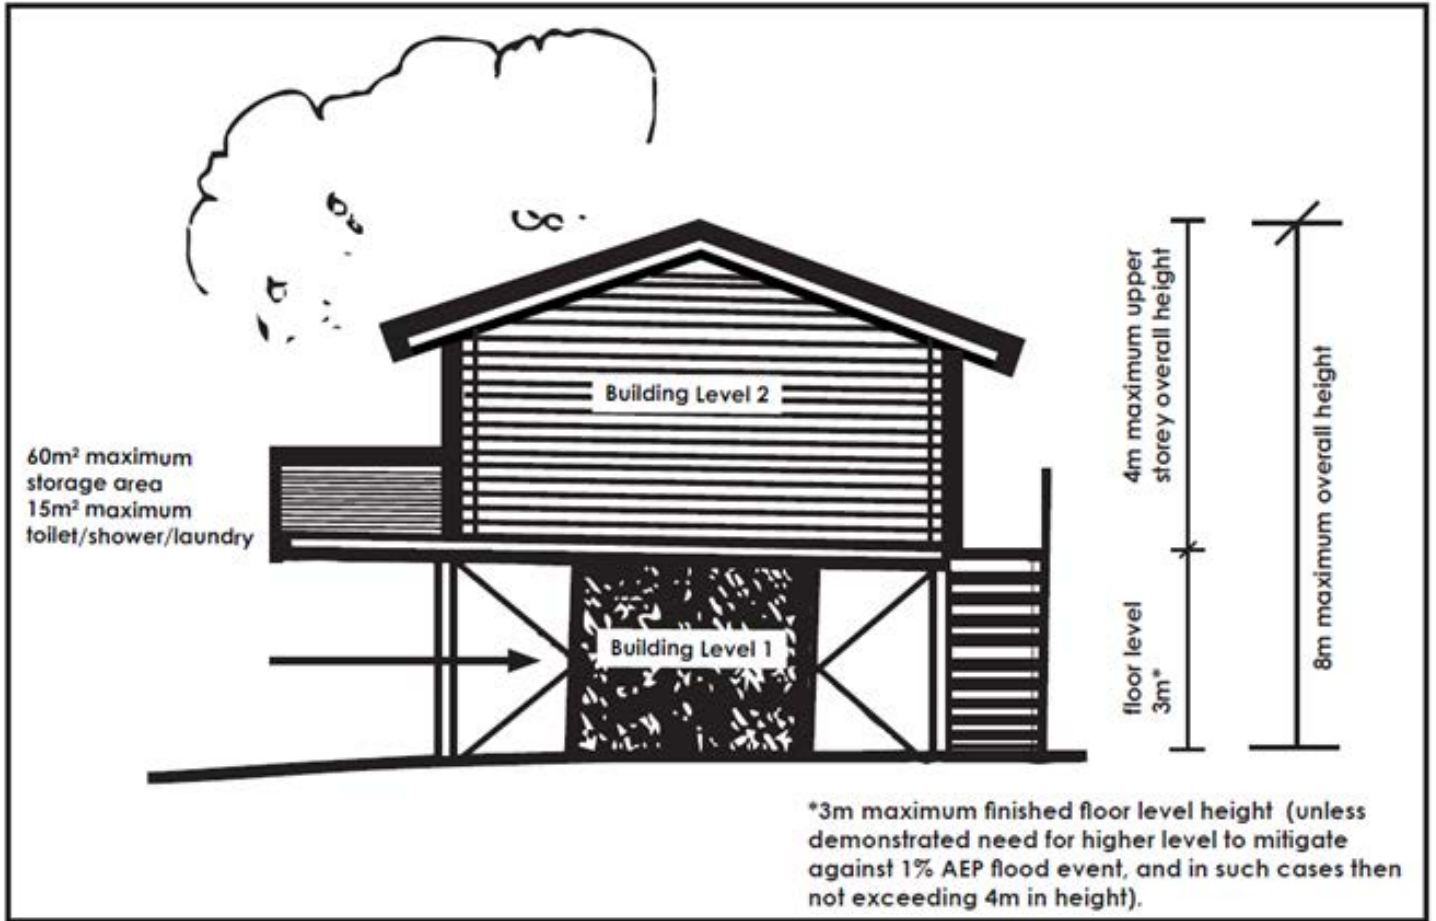 60m² maximum
storage area
15m² maximum
toilet/shower/laundry
Building Level 2
Building Level 1
4m maximum upper
storey overall height
floor level
3m*
8m maximum overall height
*3m maximum finished floor level height (unless
demonstrated need for higher level to mitigate
against 1% AEP flood event, and in such cases then
not exceeding 4m in height).